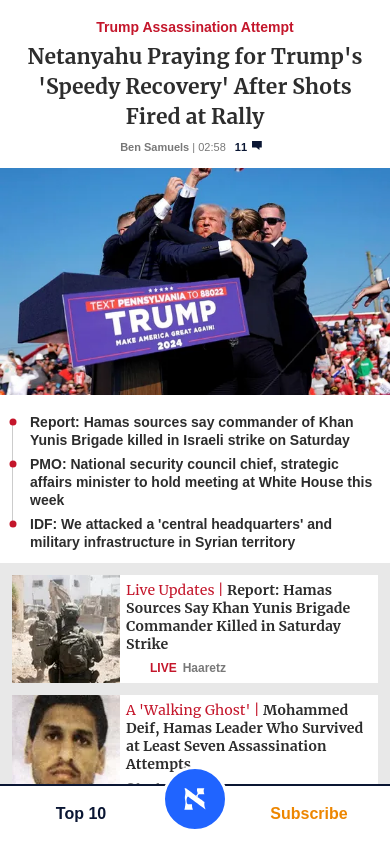 Trump Assassination Attempt
Netanyahu Praying for Trump's
'Speedy Recovery' After Shots
Fired at Rally
Ben Samuels | 02:58 11
TEXT PENNSYLVANIA TO 88022
TRUMP
MAKE AMERICA GREAT AGAIN!
2024
Report: Hamas sources say commander of Khan
Yunis Brigade killed in Israeli strike on Saturday
PMO: National security council chief, strategic
affairs minister to hold meeting at White House this
week
IDF: We attacked a 'central headquarters' and
military infrastructure in Syrian territory
Live Updates | Report: Hamas
Sources Say Khan Yunis Brigade
Commander Killed in Saturday
Strike
LIVE Haaretz
A 'Walking Ghost' | Mohammed
Deif, Hamas Leader Who Survived
at Least Seven Assassination
Attempts
Top 10
Subscribe